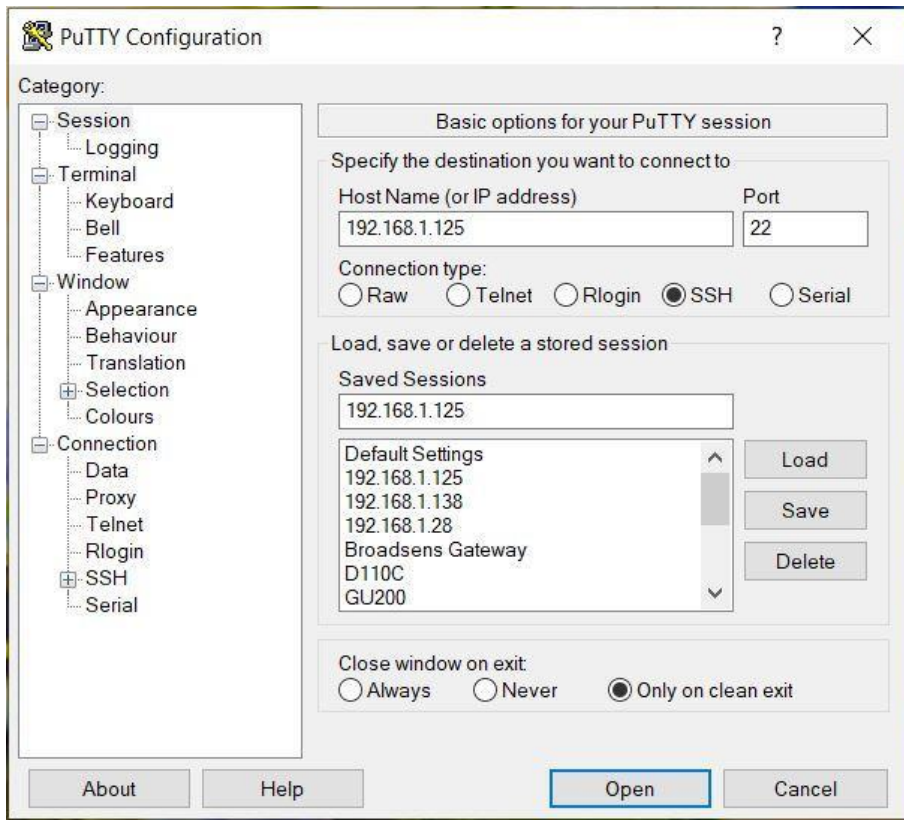 PuTTY Configuration
?
Category:
Session
Logging
Terminal
Keyboard
Bell
Features
Window
Appearance
Behaviour
Translation
Selection
Colours
Connection
Data
Proxy
Telnet
Rlogin
SSH
Serial
Basic options for your PuTTY session
Specify the destination you want to connect to
Host Name (or IP address) Port
192.168.1.125 22
Connection type:
Raw Telnet Rlogin SSH Serial
Load, save or delete a stored session
Saved Sessions
192.168.1.125
Default Settings
192.168.1.125
192.168.1.138
192.168.1.28
Broadsens Gateway
D110C
GU200
Load
Save
Delete
Close window on exit:
Always Never Only on clean exit
About Help Open Cancel